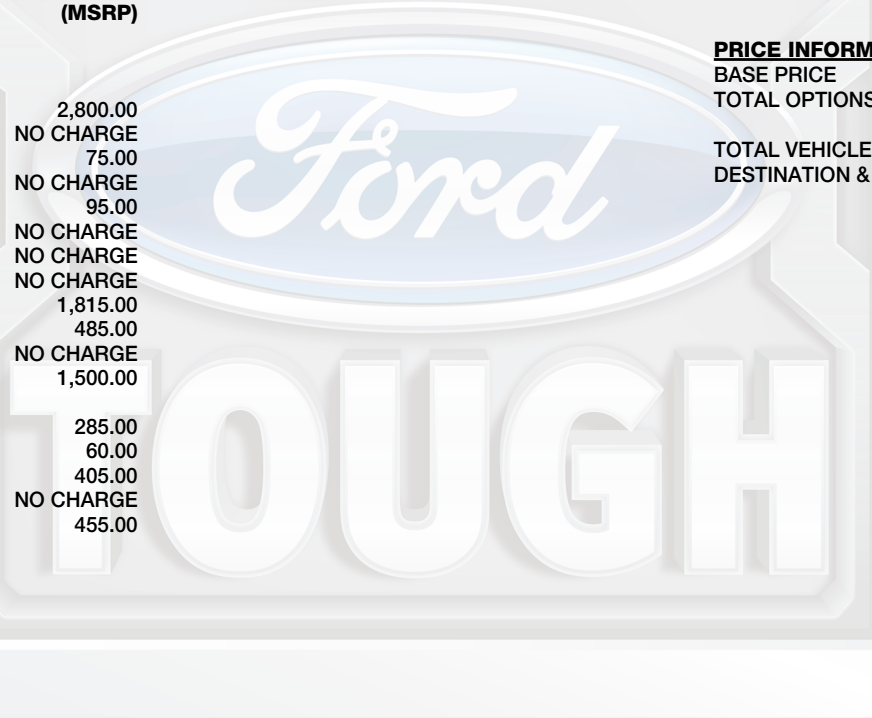 (MSRP)
2,800.00
NO CHARGE
75.00
NO CHARGE
95.00
NO CHARGE
NO CHARGE
NO CHARGE
1,815.00
485.00
NO CHARGE
1,500.00
285.00
60.00
405.00
NO CHARGE
455.00
PRICE INFORM
BASE PRICE
TOTAL OPTIONS
TOTAL VEHICLE
DESTINATION &
Ford
TOUGH